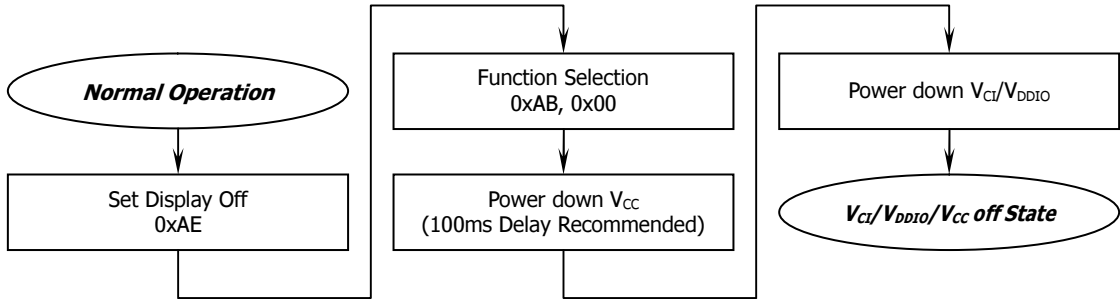 Normal Operation
Set Display Off
0xAE
Function Selection
0xAB, 0x00
Power down VCC
(100ms Delay Recommended)
Power down VCI/VDDIO
VCI/VDDIO/VCC off State